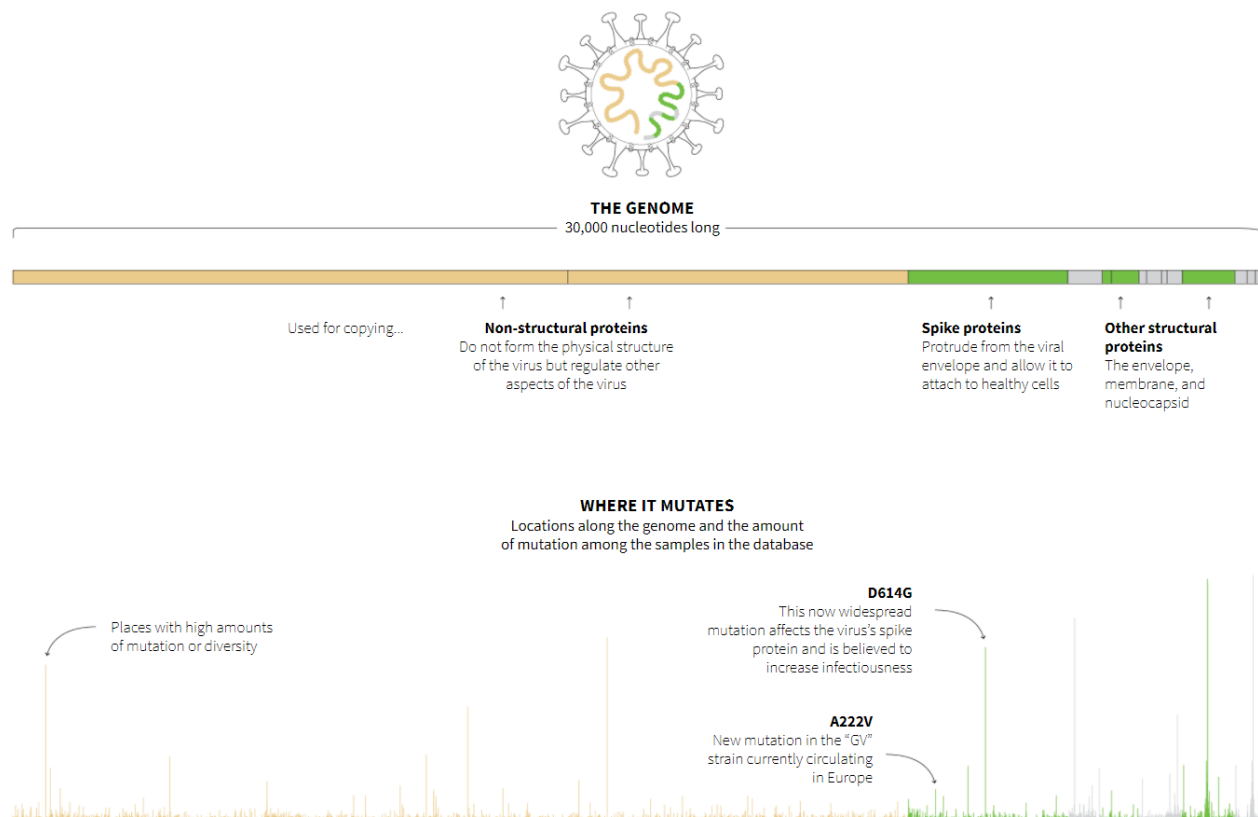 THE GENOME
30,000 nucleotides long
Used for copying...
Non-structural proteins
Do not form the physical structure
of the virus but regulate other
aspects of the virus
Spike proteins
Protrude from the viral
envelope and allow it to
attach to healthy cells
Other structural
proteins
The envelope,
membrane, and
nucleocapsid
WHERE IT MUTATES
Locations along the genome and the amount
of mutation among the samples in the database
Places with high amounts
of mutation or diversity
D614G
This now widespread
mutation affects the virus's spike
protein and is believed to
increase infectiousness
A222V
New mutation in the “GV”
strain currently circulating
in Europe